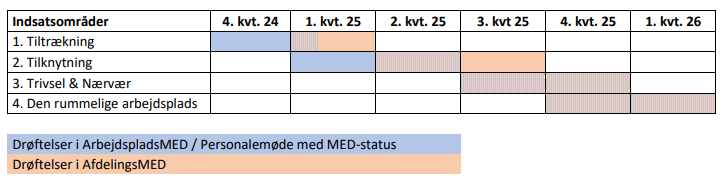 Indsatsområder 4. kvt. 24 1. kvt. 25 2. kvt. 25 3. kvt 25 4. kvt. 25 1. kvt. 26
1. Tiltrækning
2. Tilknytning
3. Trivsel & Nærvær
4. Den rummelige arbejdsplads
Drøftelser i ArbejdspladsMED / Personalemøde med MED-status
Drøftelser i AfdelingsMED